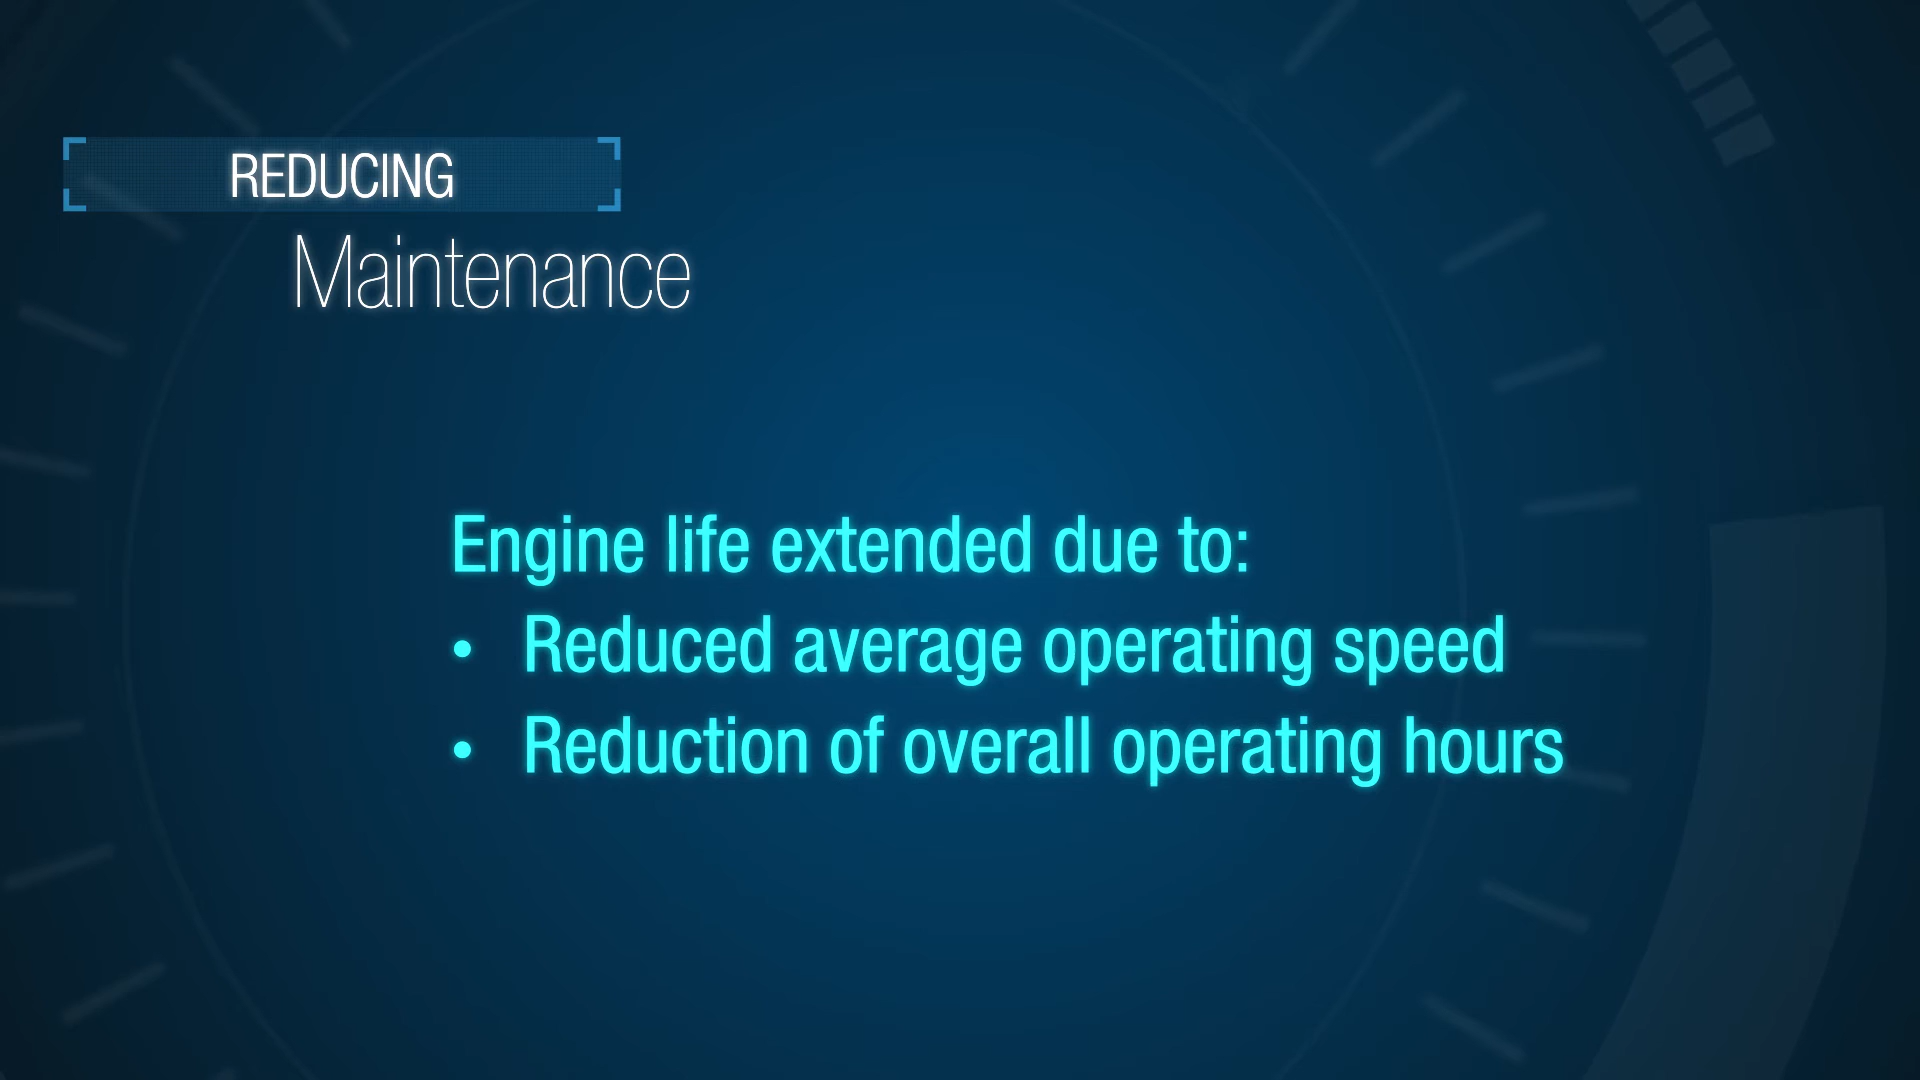 REDUCING
Maintenance
Engine life extended due to:
• Reduced average operating speed
• Reduction of overall operating hours